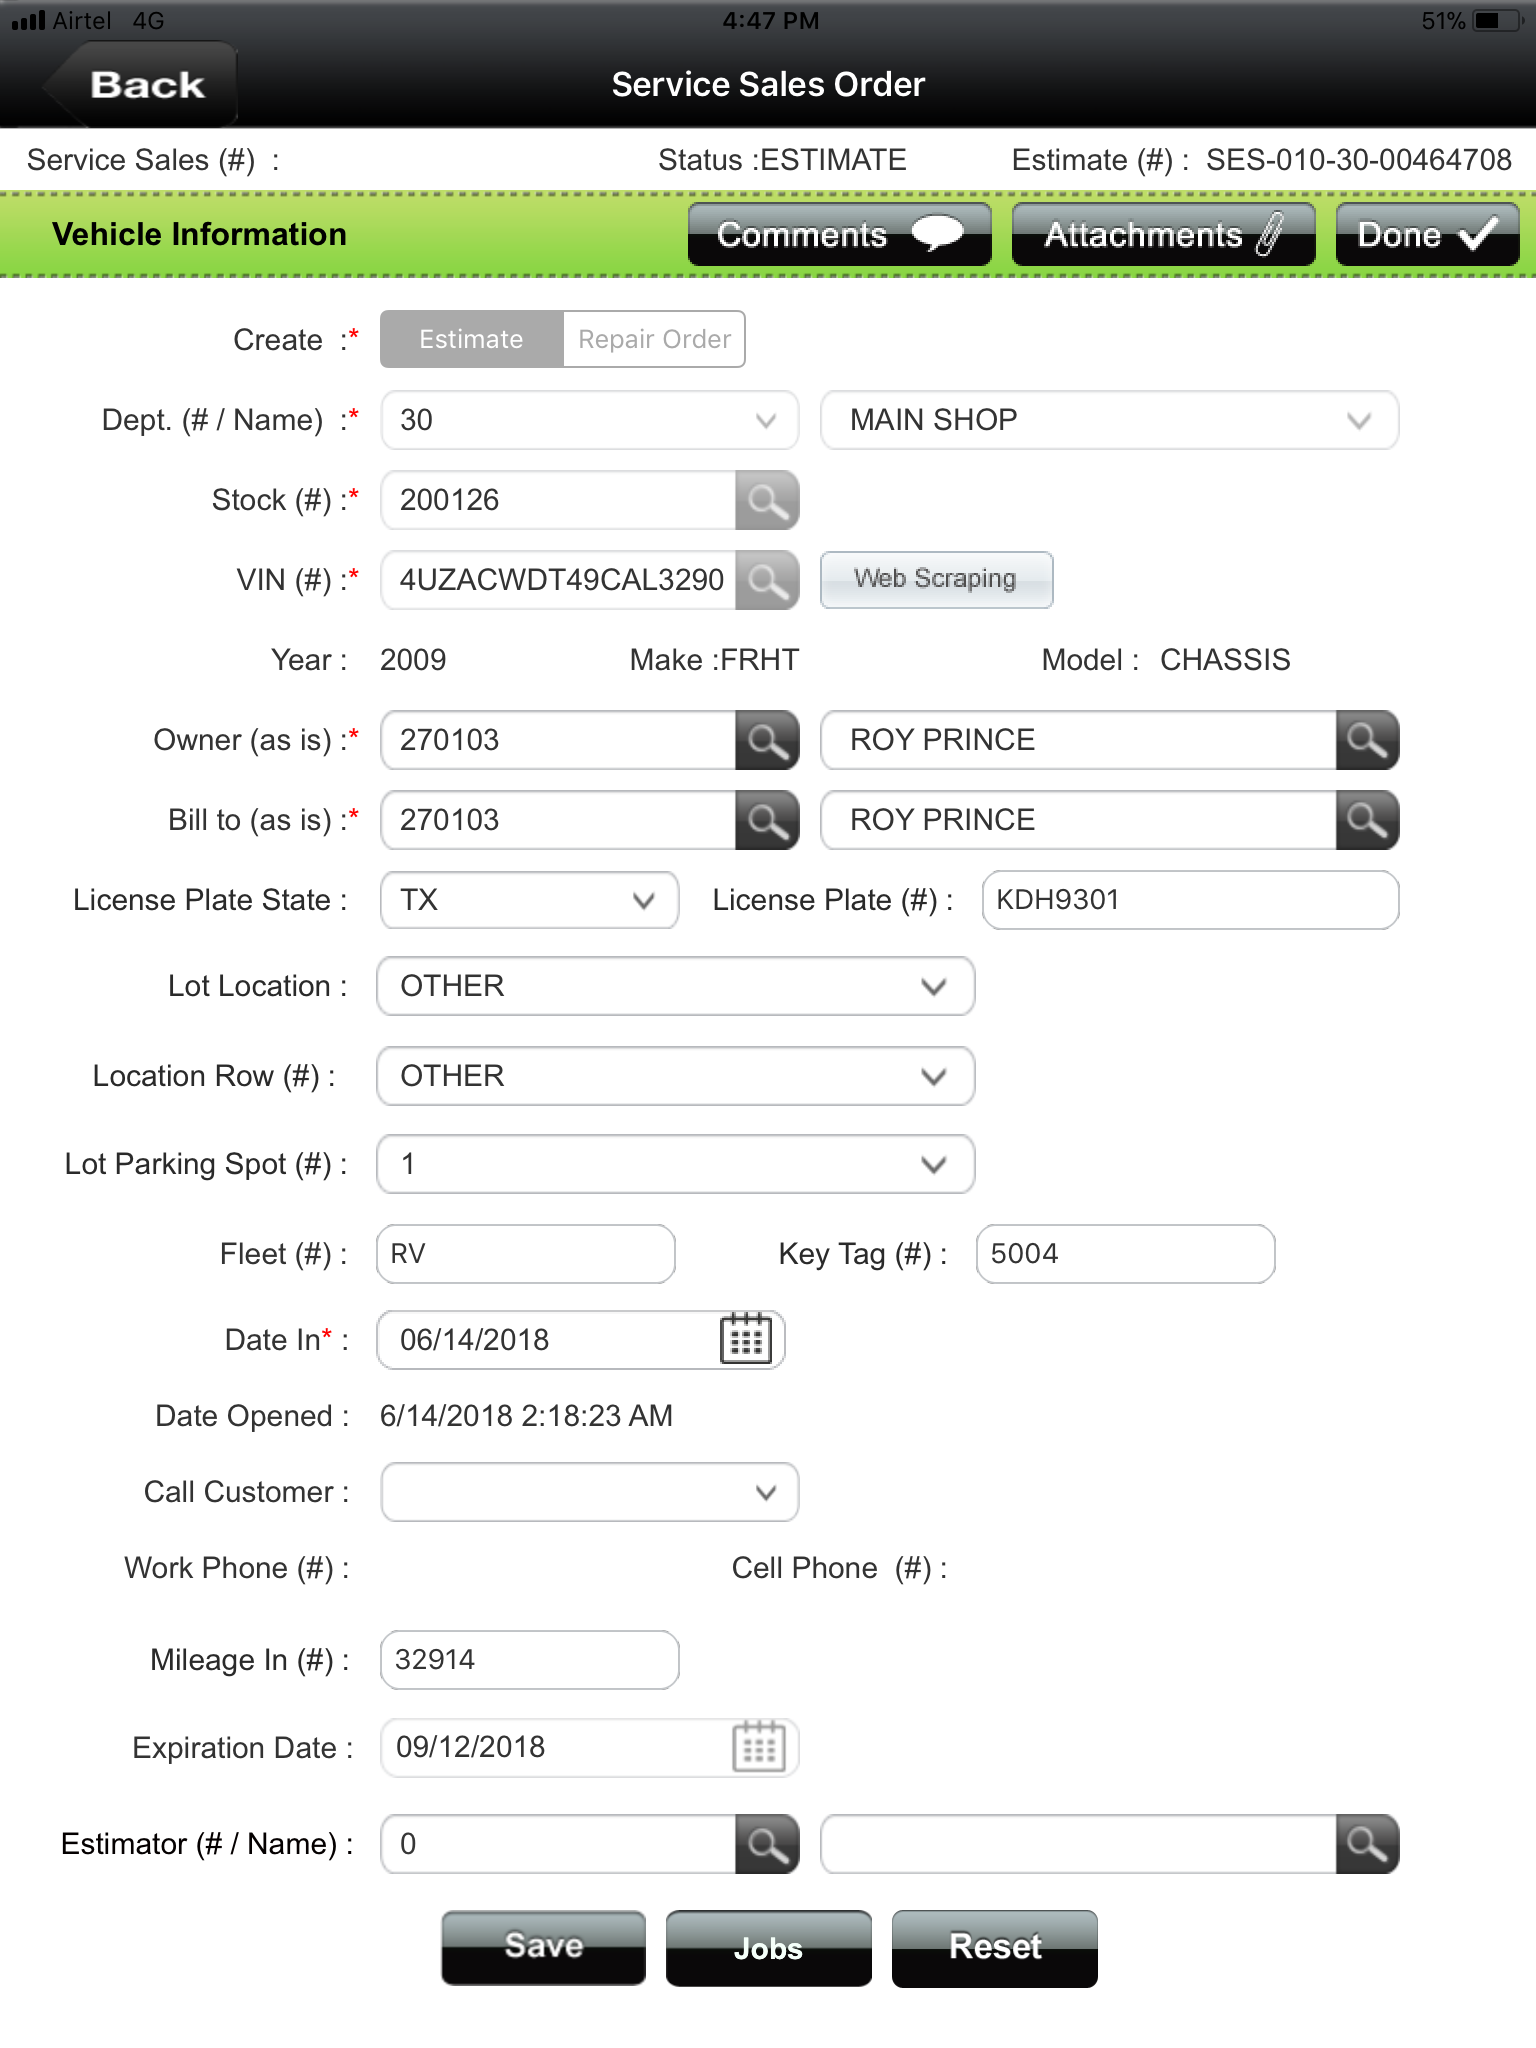 Airtel 4G 4:47 PM 51%
Back Service Sales Order
Service Sales (#) : Status :ESTIMATE Estimate (#) : SES-010-30-00464708
Vehicle Information Comments Attachments Done
Create :* Estimate Repair Order
Dept. (# / Name) :* 30 MAIN SHOP
Stock (#) :* 200126
VIN (#) :* 4UZACWDT49CAL3290 Web Scraping
Year : 2009 Make :FRHT Model : CHASSIS
Owner (as is) :* 270103 ROY PRINCE
Bill to (as is) :* 270103 ROY PRINCE
License Plate State : TX License Plate (#) : KDH9301
Lot Location : OTHER
Location Row (#) : OTHER
Lot Parking Spot (#) : 1
Fleet (#) : RV Key Tag (#) : 5004
Date In* : 06/14/2018
Date Opened : 6/14/2018 2:18:23 AM
Call Customer :
Work Phone (#) : Cell Phone (#) :
Mileage In (#) : 32914
Expiration Date : 09/12/2018
Estimator (# / Name) : 0
Save Jobs Reset